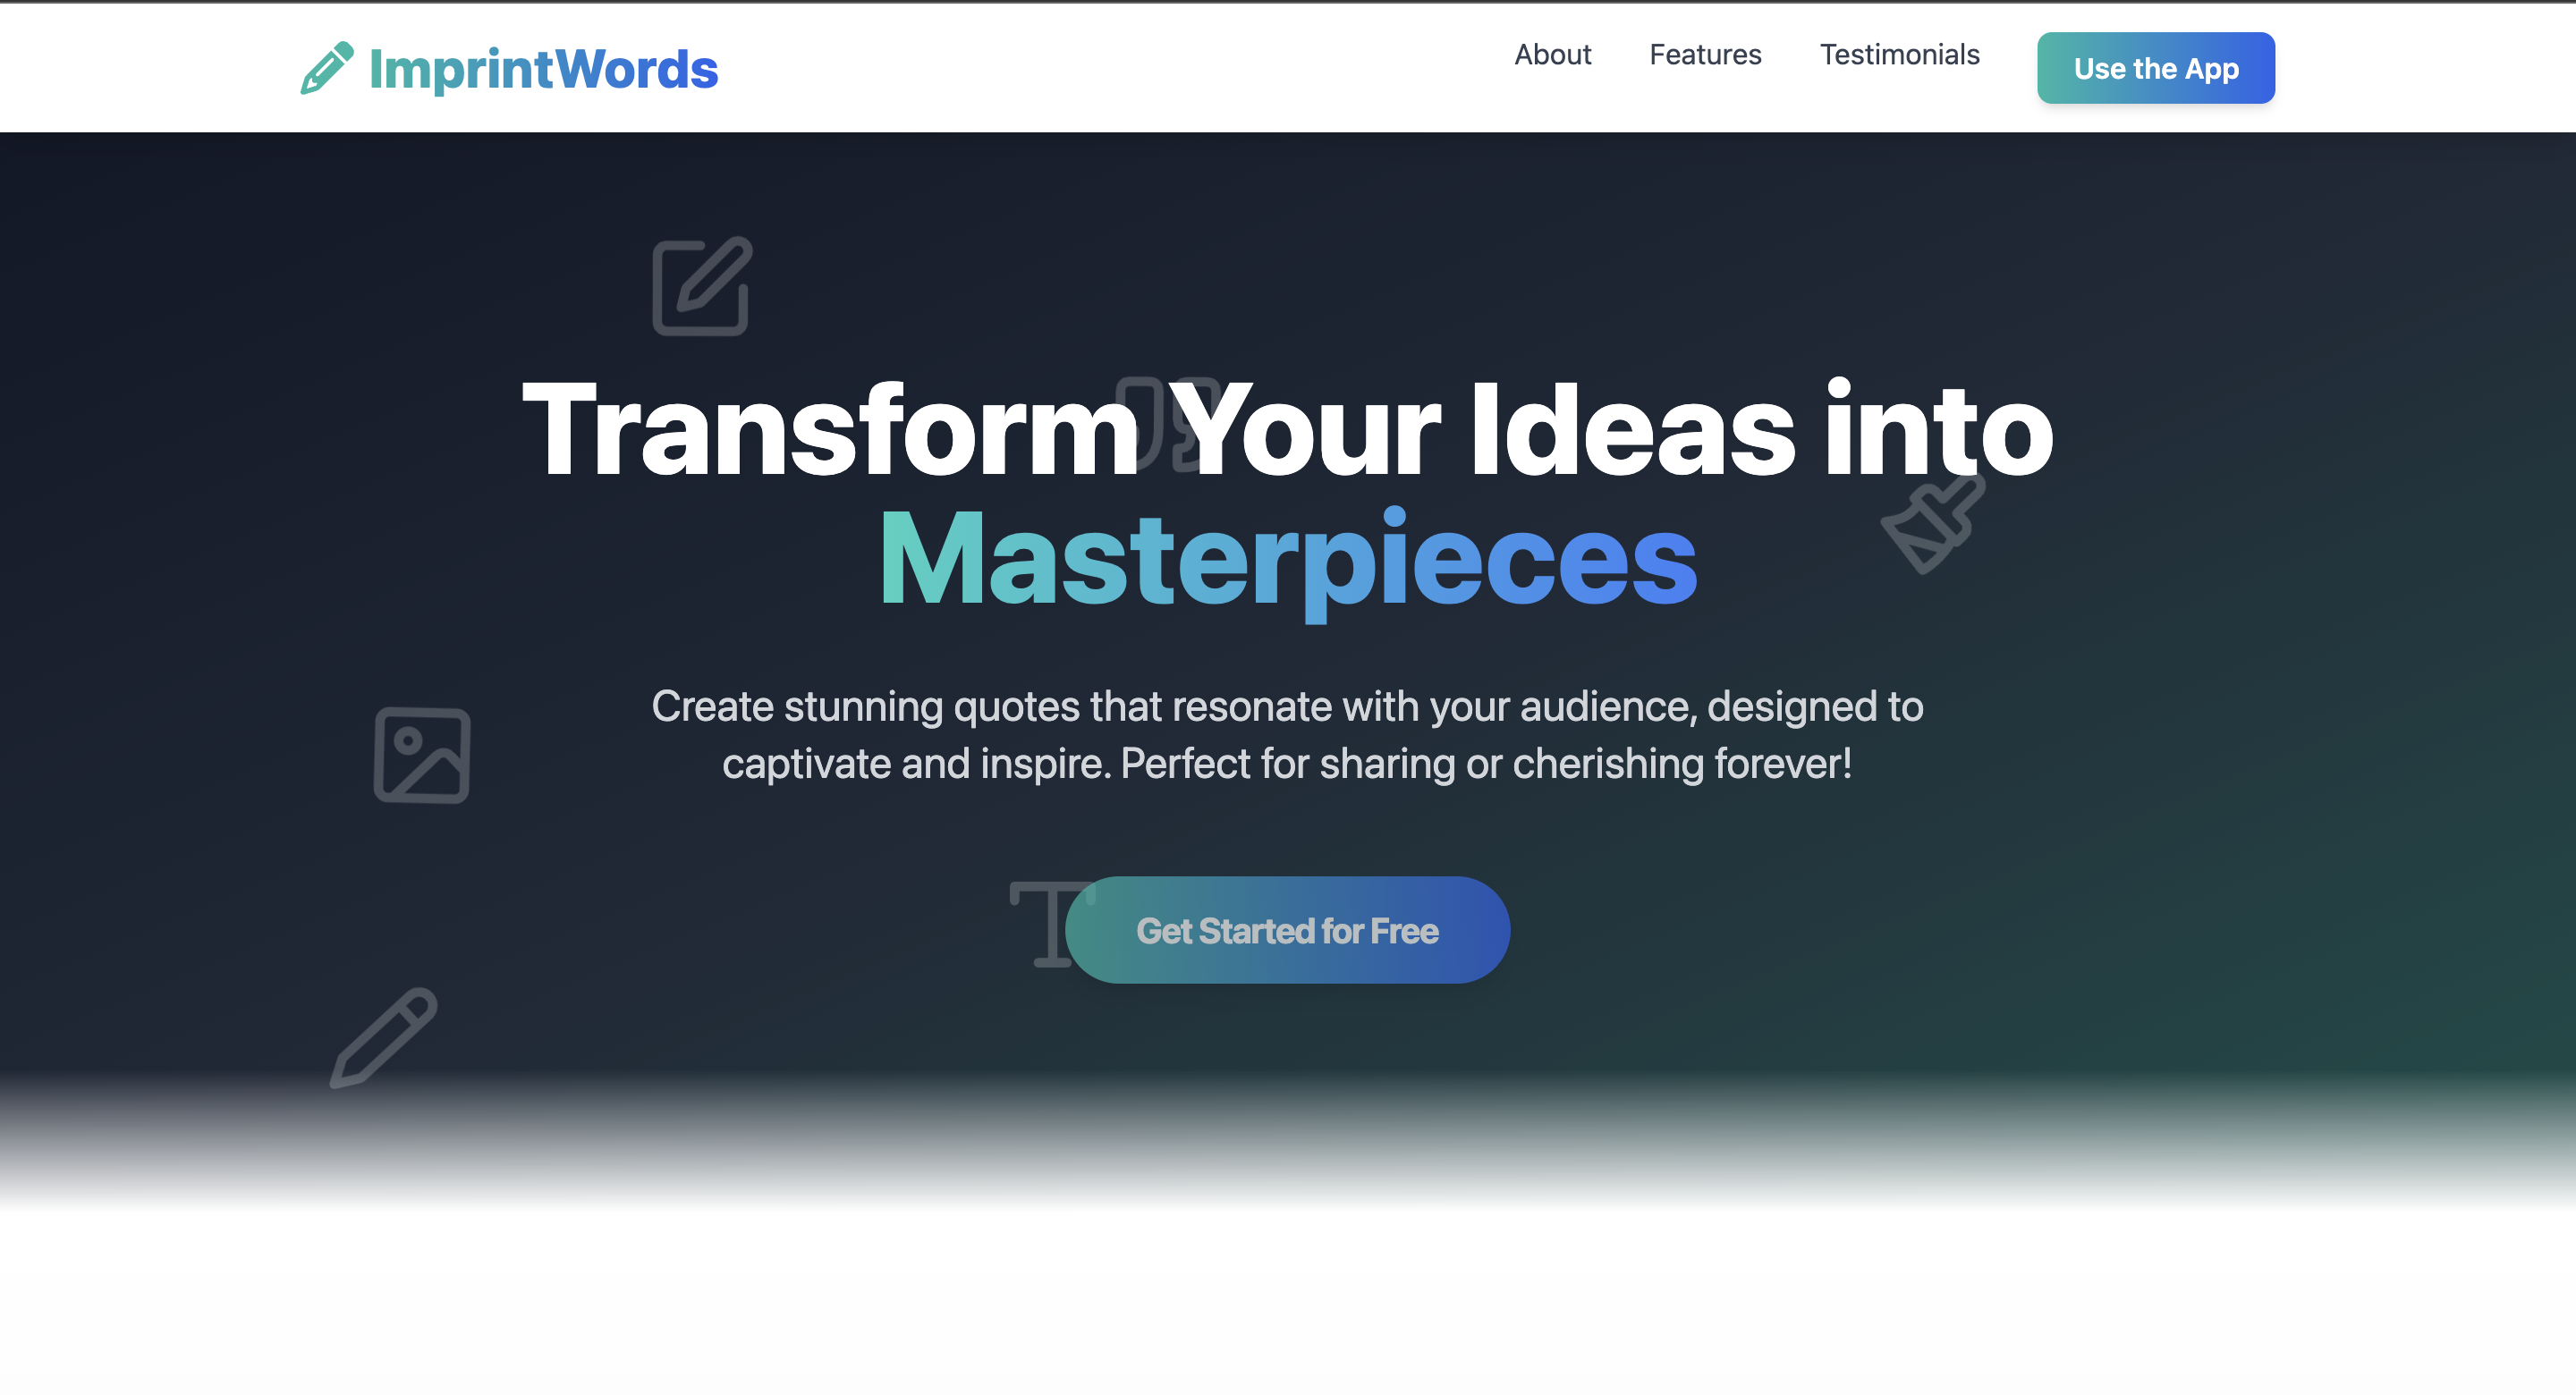 ImprintWords
About
Features
Testimonials
Use the App
Transform Your Ideas into
Masterpieces
Create stunning quotes that resonate with your audience, designed to
captivate and inspire. Perfect for sharing or cherishing forever!
Get Started for Free